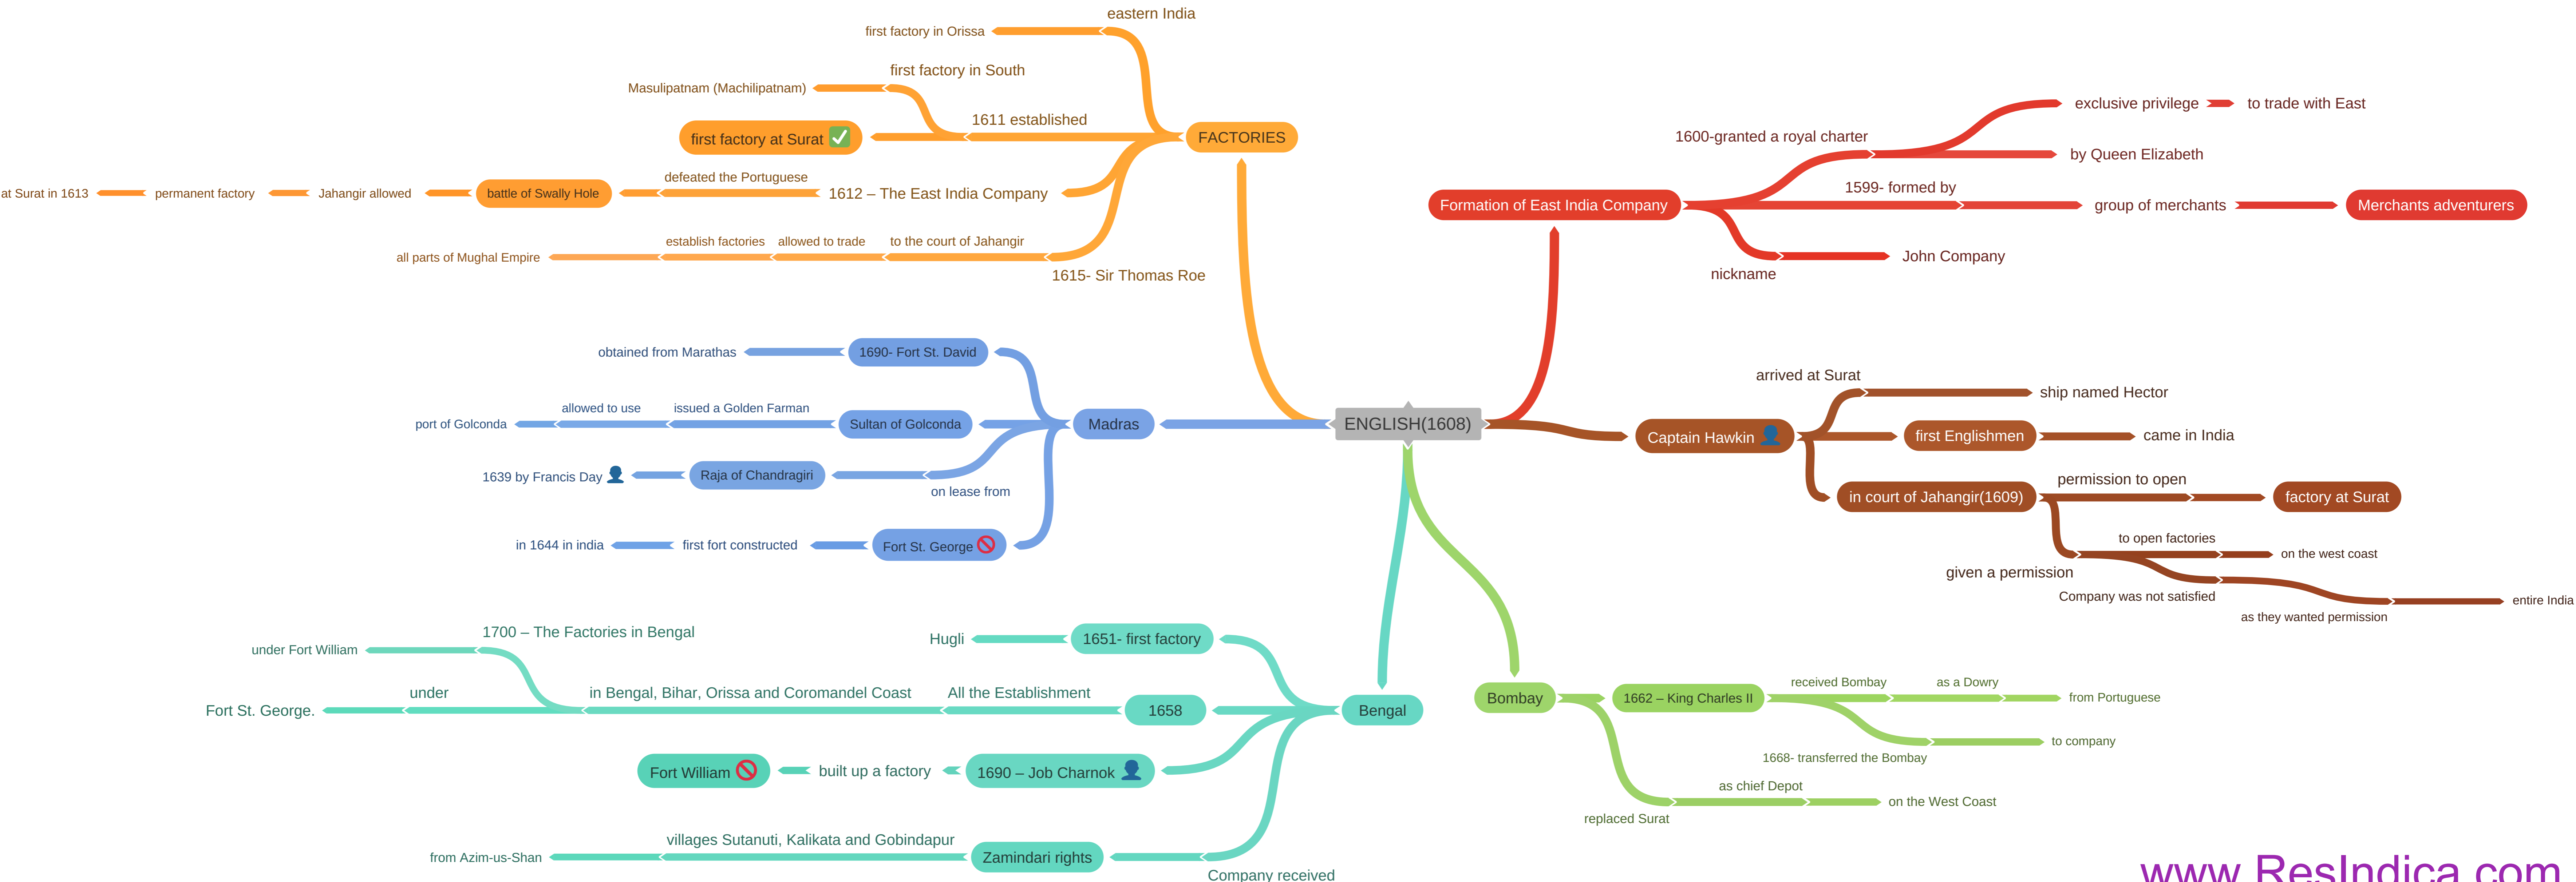 ENGLISH(1608)
Formation of East India Company
1600-granted a royal charter
exclusive privilege
to trade with East
by Queen Elizabeth
1599- formed by
group of merchants
Merchants adventurers
nickname
John Company
Captain Hawkin
arrived at Surat
ship named Hector
first Englishmen
came in India
in court of Jahangir(1609)
permission to open
factory at Surat
given a permission
to open factories
on the west coast
Company was not satisfied
as they wanted permission
entire India
Bombay
1662 – King Charles II
received Bombay
as a Dowry
from Portuguese
1668- transferred the Bombay
to company
replaced Surat
as chief Depot
on the West Coast
Bengal
1651- first factory
Hugli
1658
All the Establishment
in Bengal, Bihar, Orissa and Coromandel Coast
1700 – The Factories in Bengal
under Fort William
under
Fort St. George.
1690 – Job Charnok
built up a factory
Fort William
Company received
Zamindari rights
villages Sutanuti, Kalikata and Gobindapur
from Azim-us-Shan
Madras
1690- Fort St. David
obtained from Marathas
Sultan of Golconda
issued a Golden Farman
allowed to use
port of Golconda
on lease from
Raja of Chandragiri
1639 by Francis Day
Fort St. George
first fort constructed
in 1644 in india
FACTORIES
eastern India
first factory in Orissa
1611 established
first factory in South
Masulipatnam (Machilipatnam)
first factory at Surat
1612 – The East India Company
defeated the Portuguese
battle of Swally Hole
Jahangir allowed
permanent factory
at Surat in 1613
1615- Sir Thomas Roe
to the court of Jahangir
allowed to trade
establish factories
all parts of Mughal Empire
www.ResIndica.com